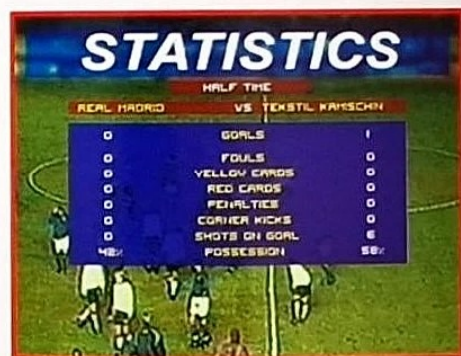 STATISTICS
HALF TIME
REAL MADRID VS TEKSTIL KAMISCHIN
0 GOALS 1
0 FOULS 0
0 YELLOW CARDS 0
0 RED CARDS 0
0 PENALTIES 0
0 CORNER KICKS 0
0 SHOTS ON GOAL 6
42% POSSESSION 58%